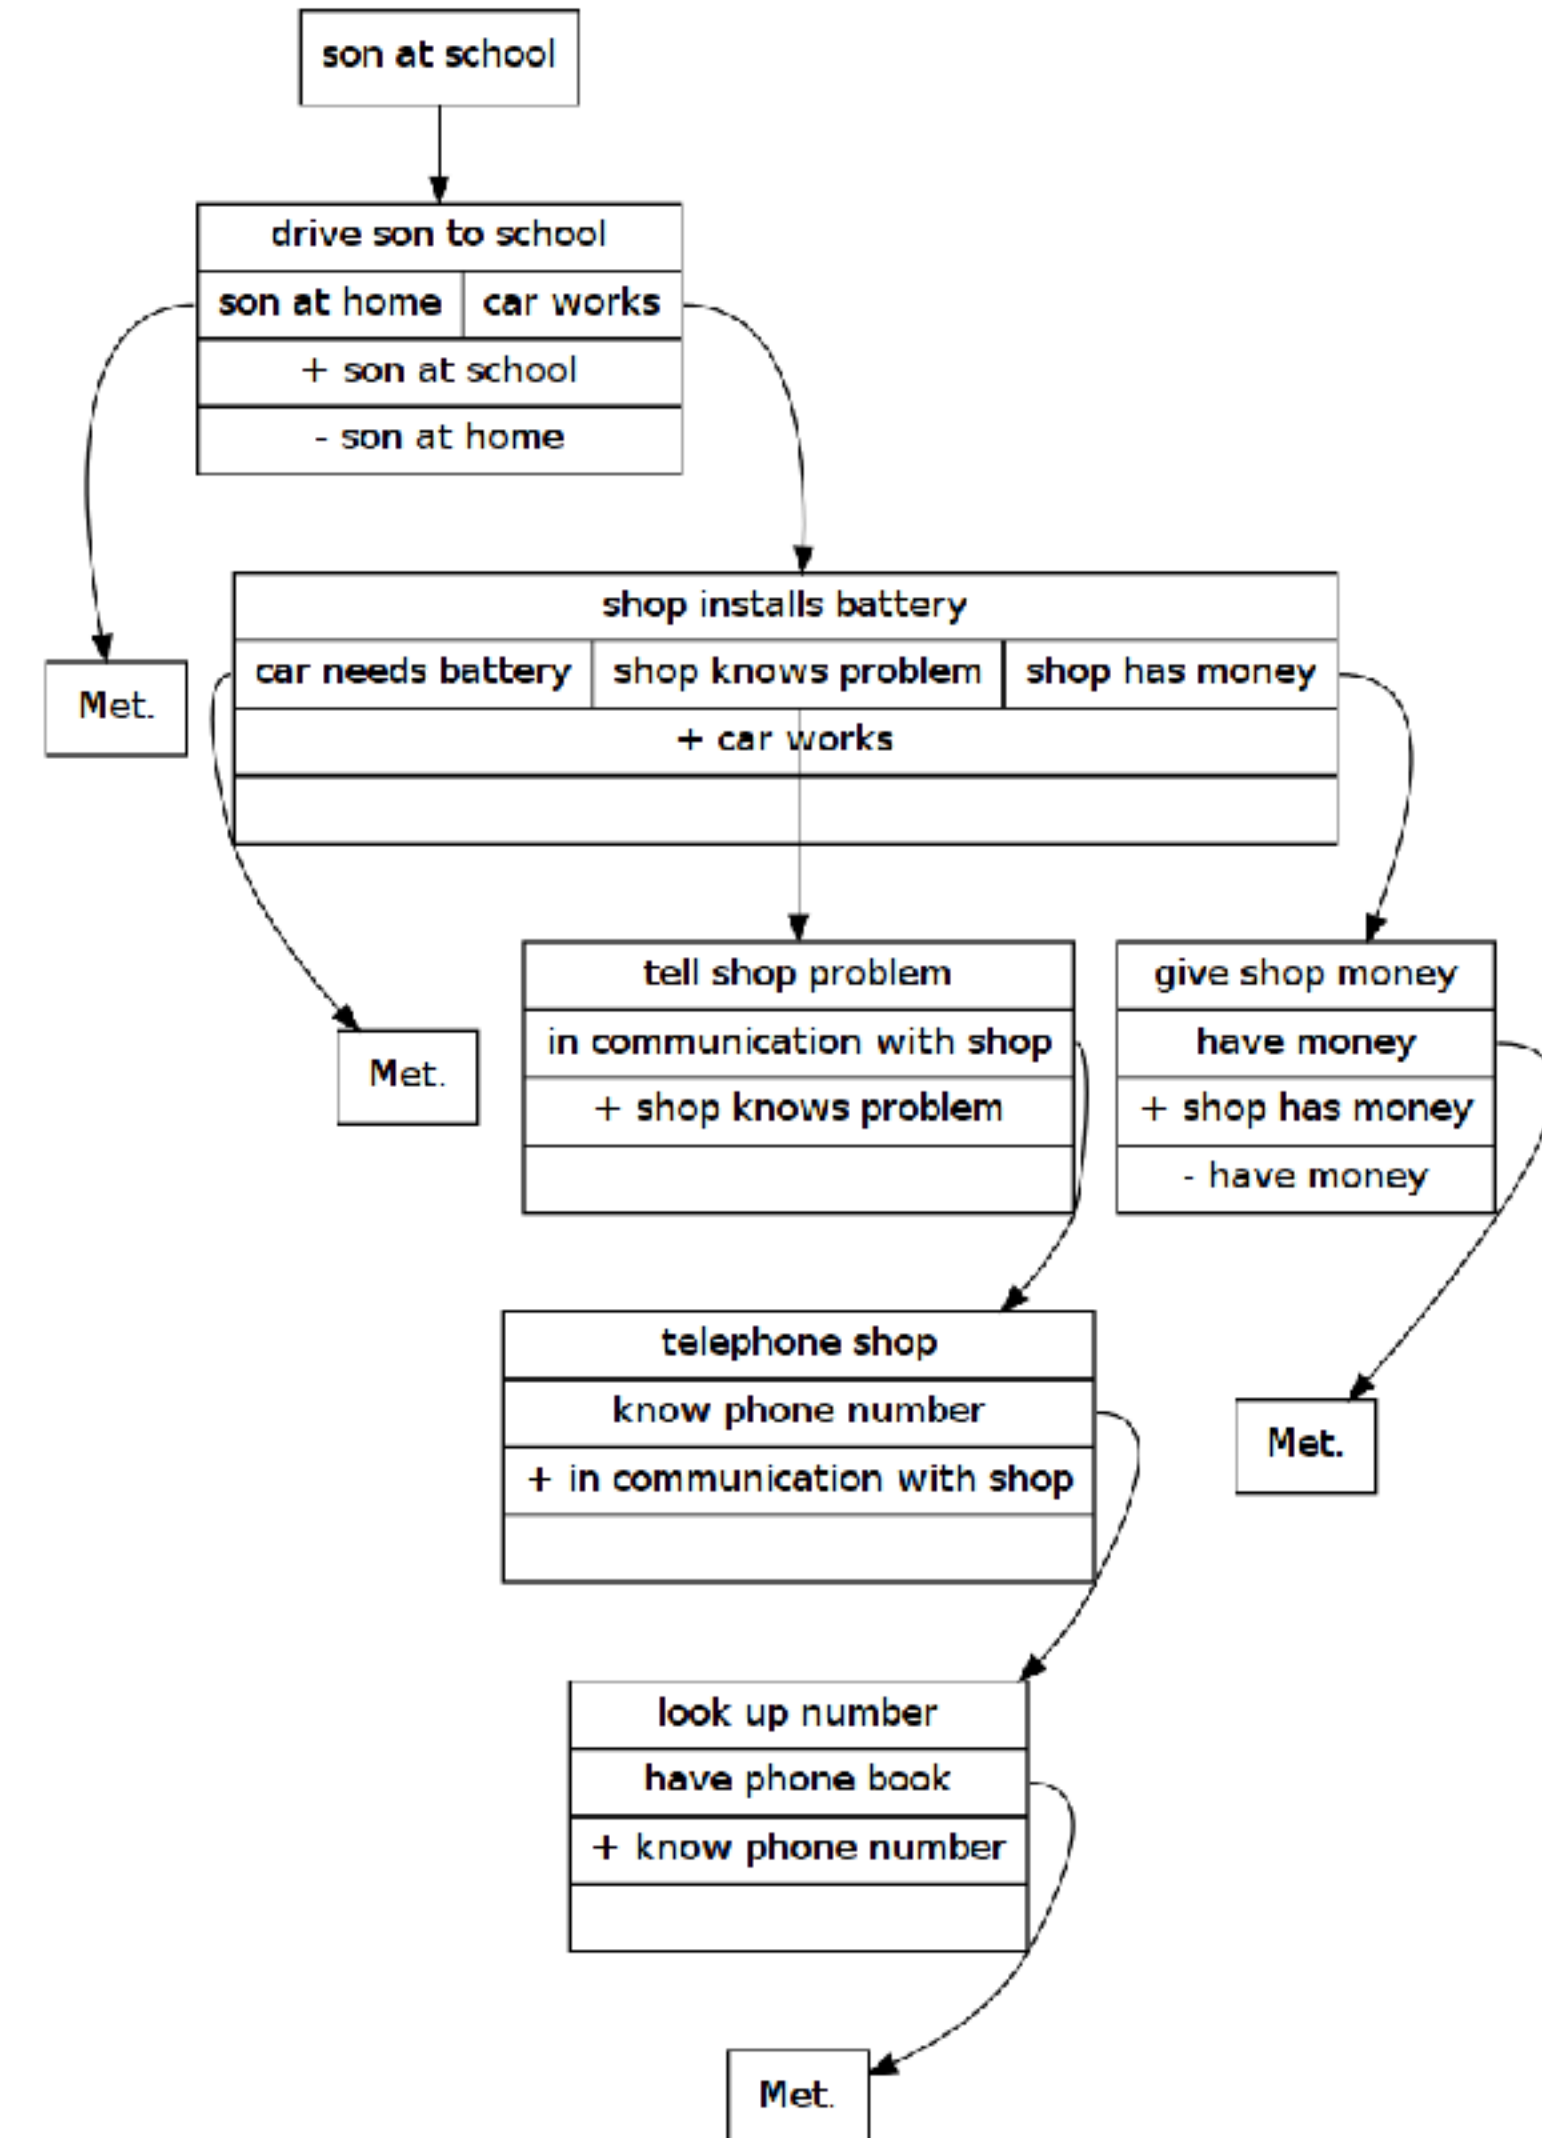 son at school
drive son to school
son at home car works
+ son at school
- son at home
shop installs battery
car needs battery shop knows problem shop has money
+ car works
Met.
tell shop problem
in communication with shop
+ shop knows problem
give shop money
have money
+ shop has money
- have money
Met.
telephone shop
know phone number
+ in communication with shop
Met.
look up number
have phone book
+ know phone number
Met.